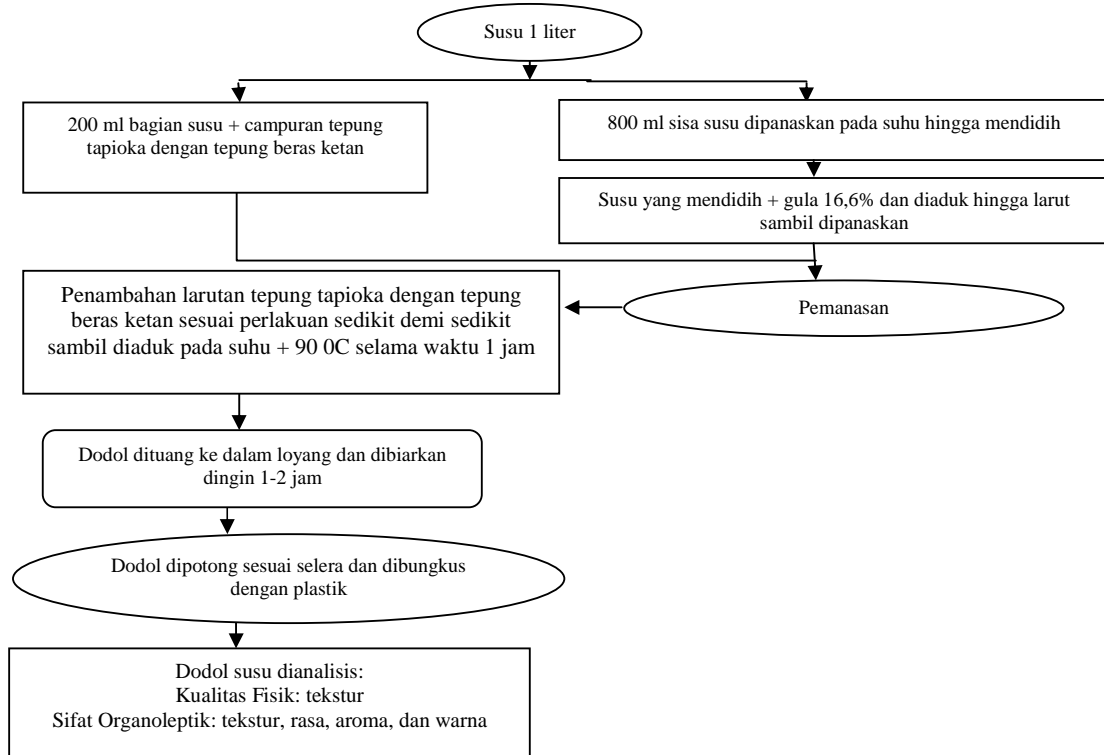 Susu 1 liter
200 ml bagian susu + campuran tepung
tapioka dengan tepung beras ketan
800 ml sisa susu dipanaskan pada suhu hingga mendidih
Susu yang mendidih + gula 16,6% dan diaduk hingga larut
sambil dipanaskan
Pemanasan
Penambahan larutan tepung tapioka dengan tepung
beras ketan sesuai perlakuan sedikit demi sedikit
sambil diaduk pada suhu + 90 0C selama waktu 1 jam
Dodol dituang ke dalam loyang dan dibiarkan
dingin 1-2 jam
Dodol dipotong sesuai selera dan dibungkus
dengan plastik
Dodol susu dianalisis:
Kualitas Fisik: tekstur
Sifat Organoleptik: tekstur, rasa, aroma, dan warna